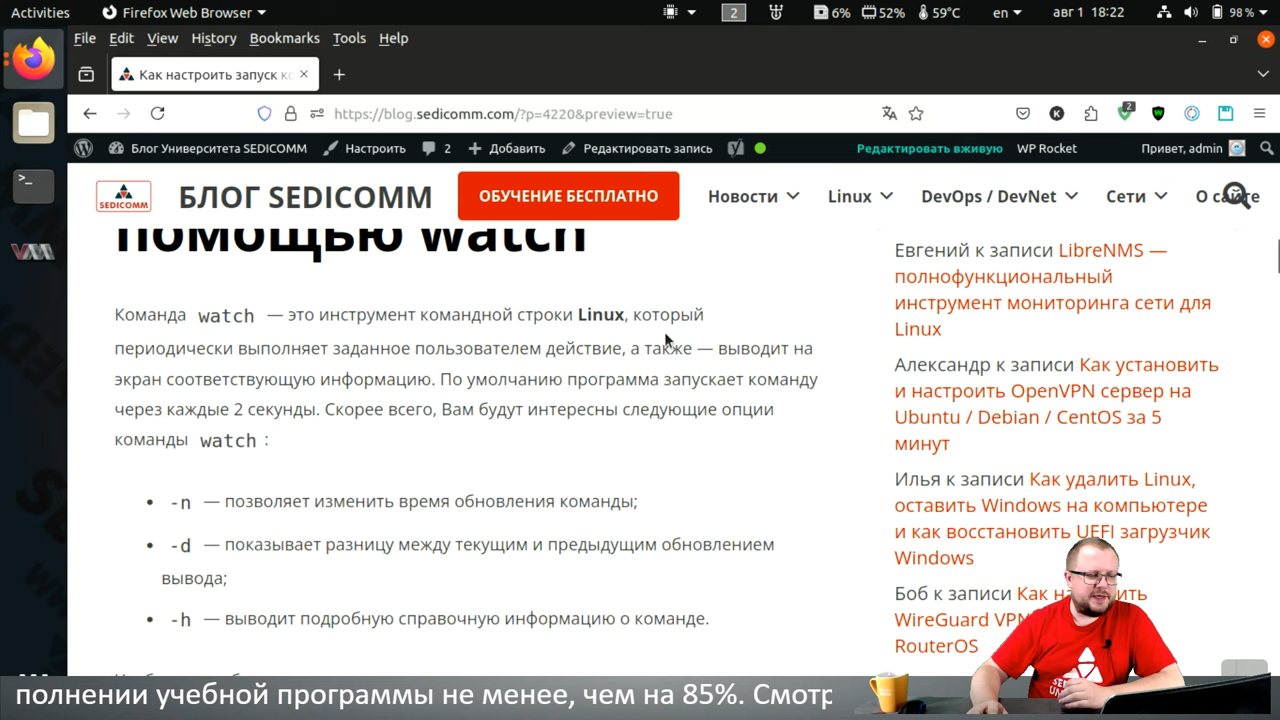 Activities
Firefox Web Browser
2
6%
52%
59°C
en
авг 1 18:22
98 %
File Edit View History Bookmarks Tools Help
Как настроить запуск
https://blog.sedicomm.com/?p=4220&preview=true
K
2
Блог Университета SEDICOMM
Настроить
2
Добавить
Редактировать запись
Редактировать вживую
WP Rocket
Привет, admin
SEDICOMM
БЛОГ SEDICOMM
ОБУЧЕНИЕ БЕСПЛАТНО
Новости
Linux
DevOps / DevNet
Сети
О сайте
помощью watch
Команда watch — это инструмент командной строки Linux, который
периодически выполняет заданное пользователем действие, а также — выводит на
экран соответствующую информацию. По умолчанию программа запускает команду
через каждые 2 секунды. Скорее всего, Вам будут интересны следующие опции
команды watch :
• -n — позволяет изменить время обновления команды;
• -d — показывает разницу между текущим и предыдущим обновлением
вывода;
• -h — выводит подробную справочную информацию о команде.
Евгений к записи LibreNMS —
полнофункциональный
инструмент мониторинга сети для
Linux
Александр к записи Как установить
и настроить OpenVPN сервер на
Ubuntu / Debian / CentOS за 5
минут
Илья к записи Как удалить Linux,
оставить Windows на компьютере
и как восстановить UEFI загрузчик
Windows
Боб к записи Как
WireGuard VPN
RouterOS
полнении учебной программы не менее, чем на 85%. Смотр